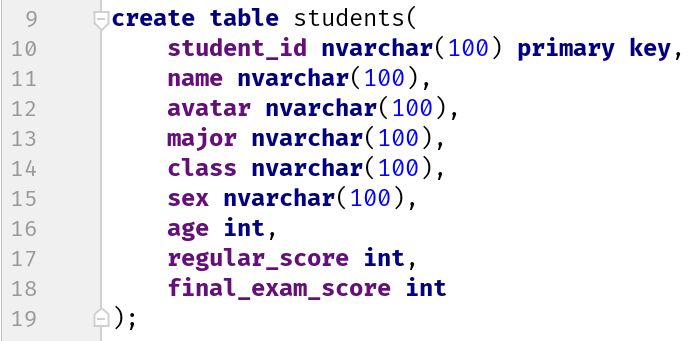 9 create table students(
10 student_id nvarchar(100) primary key,
11 name nvarchar(100),
12 avatar nvarchar(100),
13 major nvarchar(100),
14 class nvarchar(100),
15 sex nvarchar(100),
16 age int,
17 regular_score int,
18 final_exam_score int
19 );